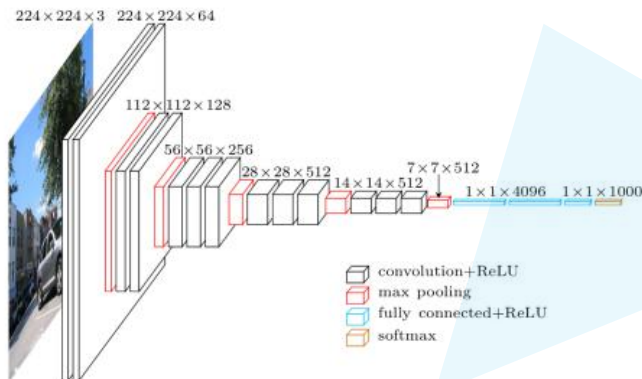 224×224×3 224×224×64
112×112×128
56×56×256
28×28×512
14×14×512
7×7×512
1×1×4096 1×1×1000
convolution+ReLU
max pooling
fully connected+ReLU
softmax